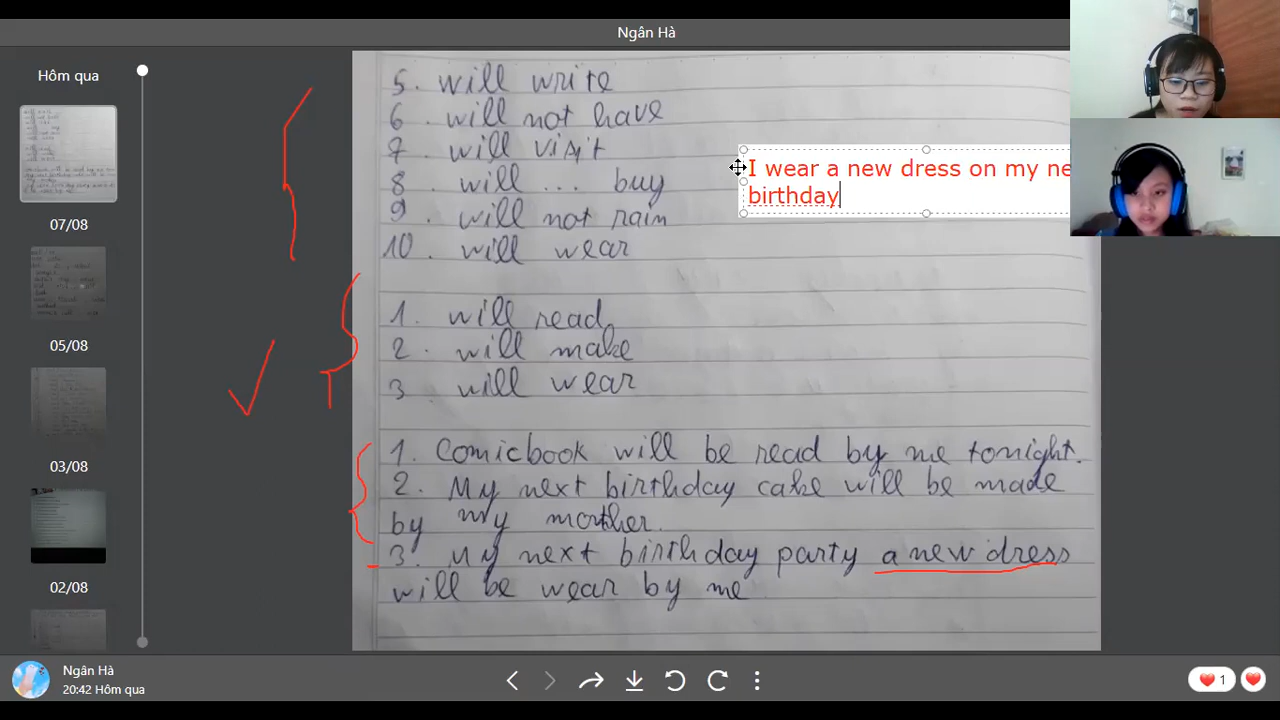 Ngân Hà
Hôm qua
5. will write
6. will not have
7. will visit
8. will ... buy
9. will not rain
10. will wear
I wear a new dress on my ne
birthday
07/08
1. will read
2. will make
3. will wear
05/08
1. Comicbook will be read by me tonight.
2. My next birthday cake will be made
by my morther.
03/08
3. My next birthday party a new dress
will be wear by me
02/08
Ngân Hà
20:42 Hôm qua
1